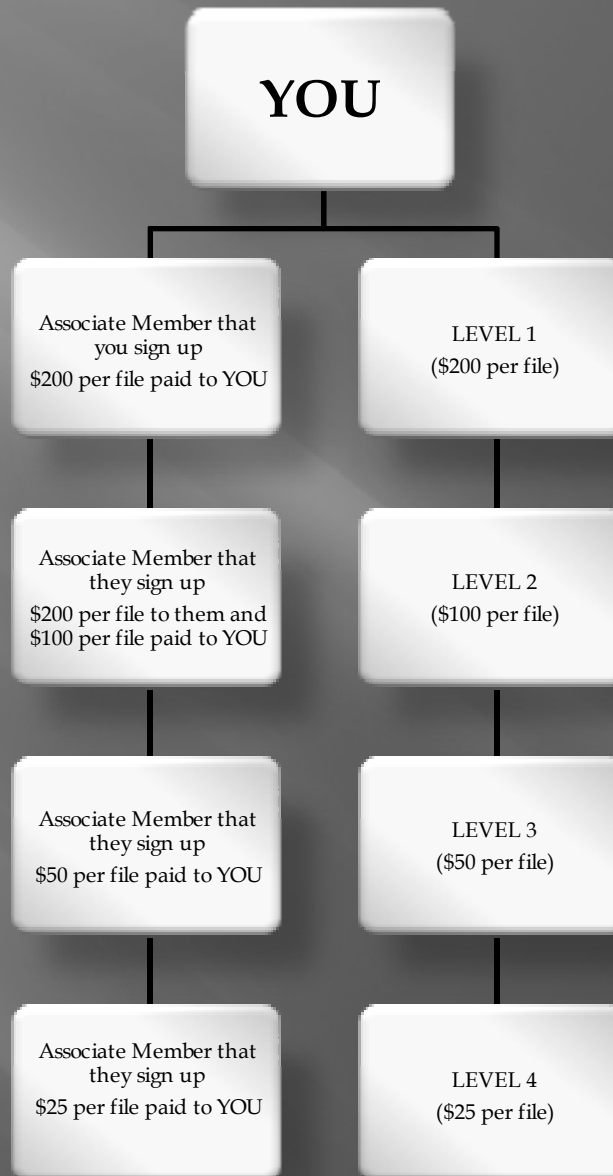 YOU
Associate Member that
you sign up
$200 per file paid to YOU
LEVEL 1
($200 per file)
Associate Member that
they sign up
$200 per file to them and
$100 per file paid to YOU
LEVEL 2
($100 per file)
Associate Member that
they sign up
$50 per file paid to YOU
LEVEL 3
($50 per file)
Associate Member that
they sign up
$25 per file paid to YOU
LEVEL 4
($25 per file)